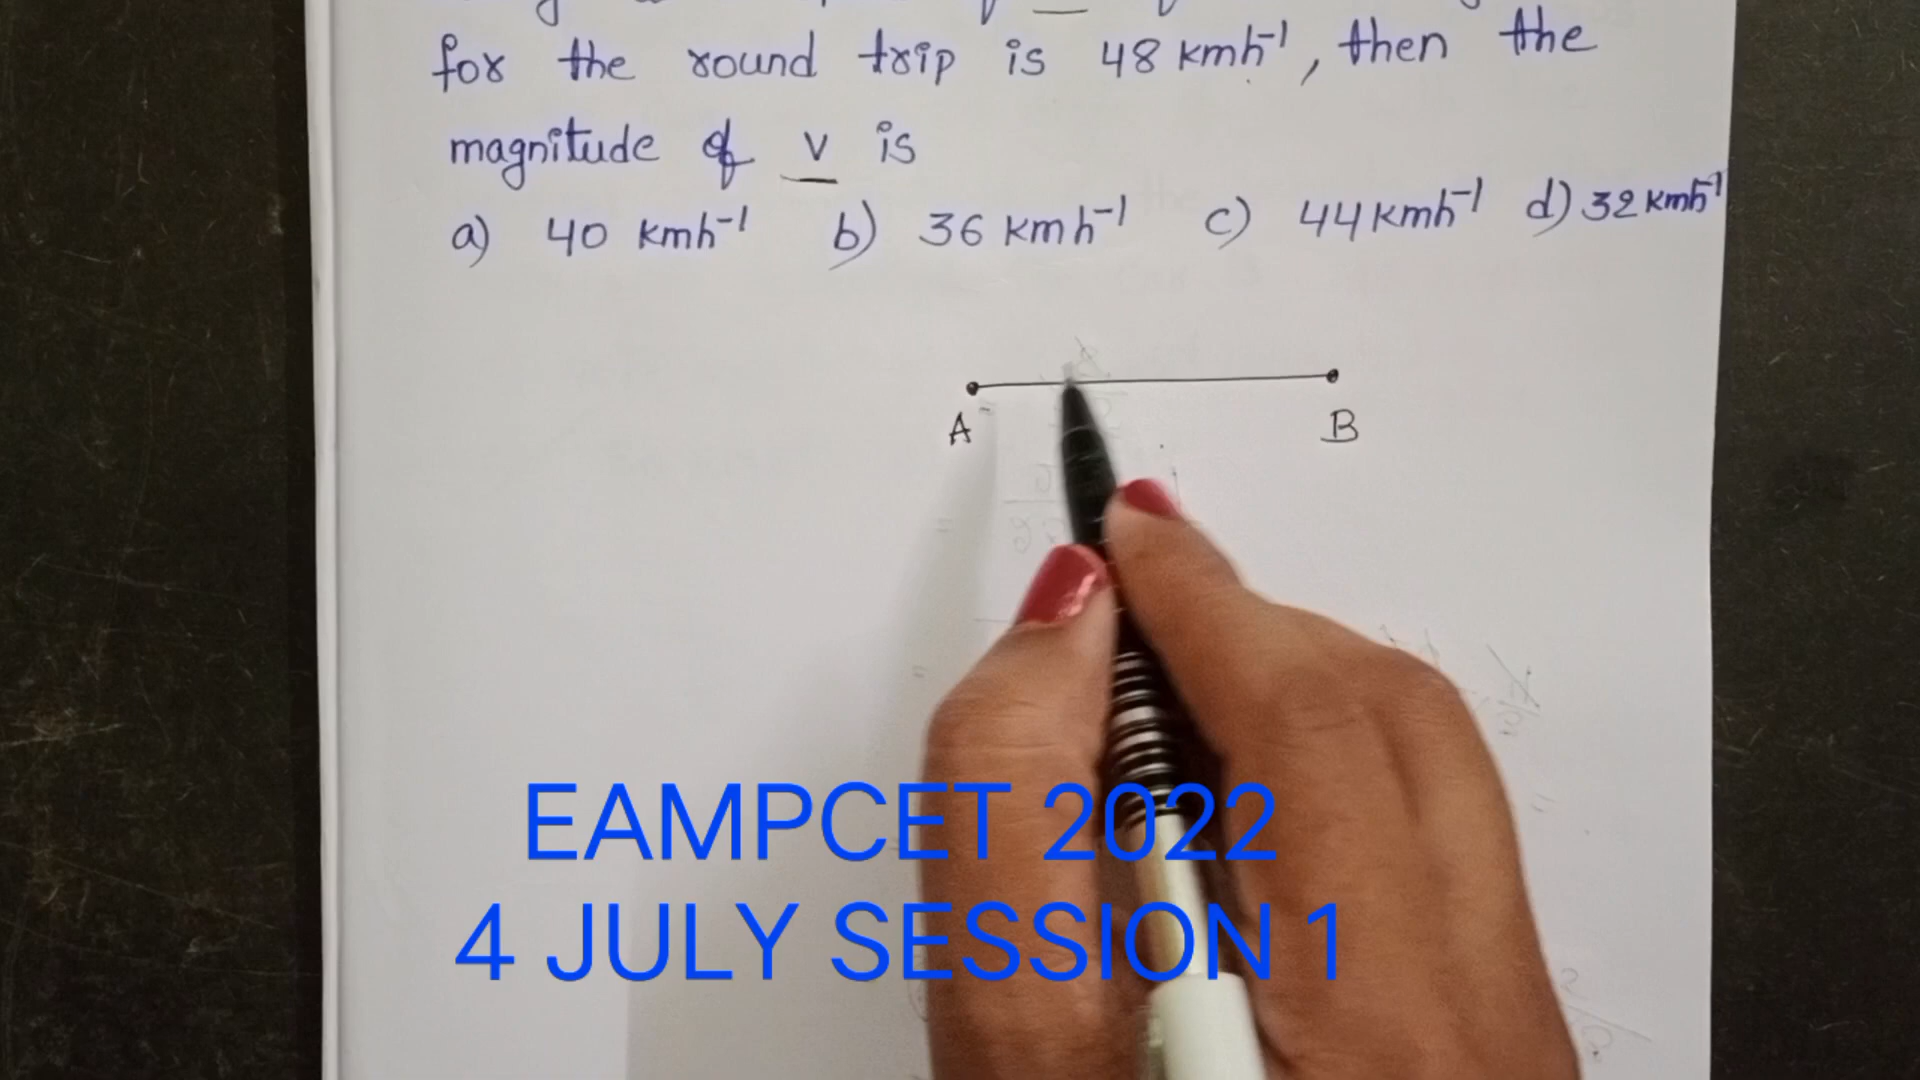 for the round trip is 48 kmh⁻¹, then the
magnitude of v is
a) 40 kmh⁻¹ b) 36 kmh⁻¹ c) 44 kmh⁻¹ d) 32 kmh⁻¹
A B
EAMPCET 2022
4 JULY SESSION 1